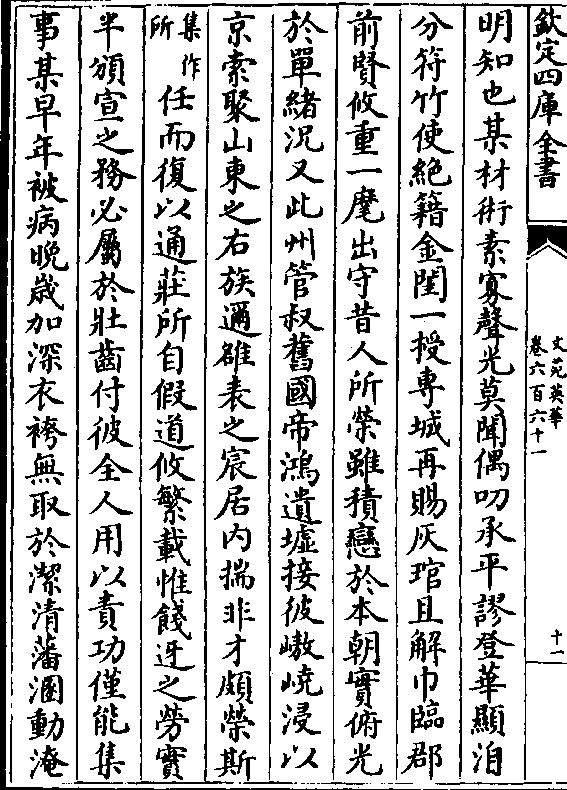 欽定四庫全書
文苑英華
卷六百六十一
十一
明知也某材術素寡聲光莫聞偶叨承平謬登華顯洎
分符竹使絶籍金閨一授專城再賜灰琯且解巾臨郡
前賢攸重一麾出守昔人所榮雖積戀於本朝實俯光
於單緒況又此州管叔舊國帝鴻遺墟接彼嶔嶢浸以
京索聚山東之右族邇雒表之宸居内揣非才頗榮斯
集作
所
任而復以通莊所自假道攸繁載惟餞迓之勞實
半頒宣之務必屬於壯齒付彼全人用以責功僅能集
事某早年被病晚歳加深衣袴無取於潔清藩溷動淹